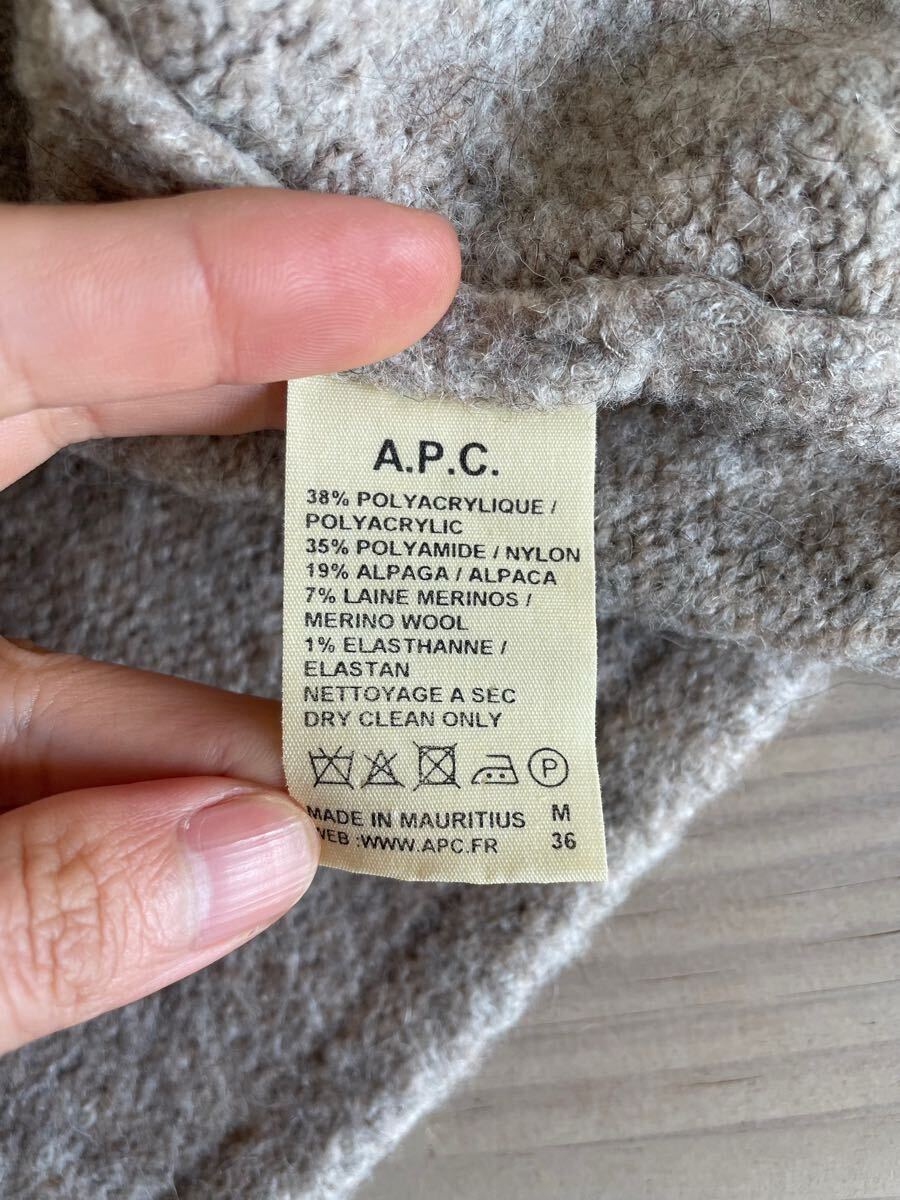 A.P.C.
38% POLYACRYLIQUE /
POLYACRYLIC
35% POLYAMIDE / NYLON
19% ALPAGA / ALPACA
7% LAINE MERINOS /
MERINO WOOL
1% ELASTHANNE /
ELASTAN
NETTOYAGE A SEC
DRY CLEAN ONLY
P
MADE IN MAURITIUS M
WEB :WWW.APC.FR 36